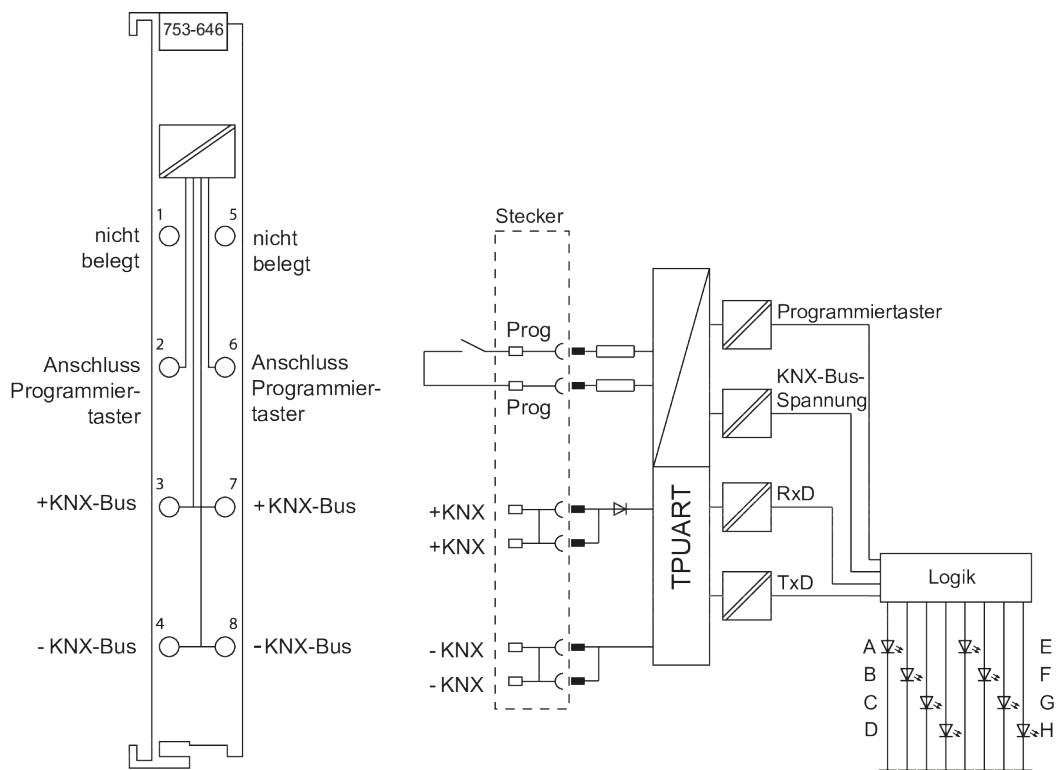 753-646
1
5
nicht
belegt
nicht
belegt
2
6
Anschluss
Programmier-
taster
Anschluss
Programmier-
taster
3
7
+KNX-Bus
+KNX-Bus
4
8
-KNX-Bus
-KNX-Bus
Stecker
Prog
Prog
+KNX
+KNX
-KNX
-KNX
TPUART
Programmiertaster
KNX-Bus-
Spannung
RxD
TxD
Logik
A
E
B
F
C
G
D
H